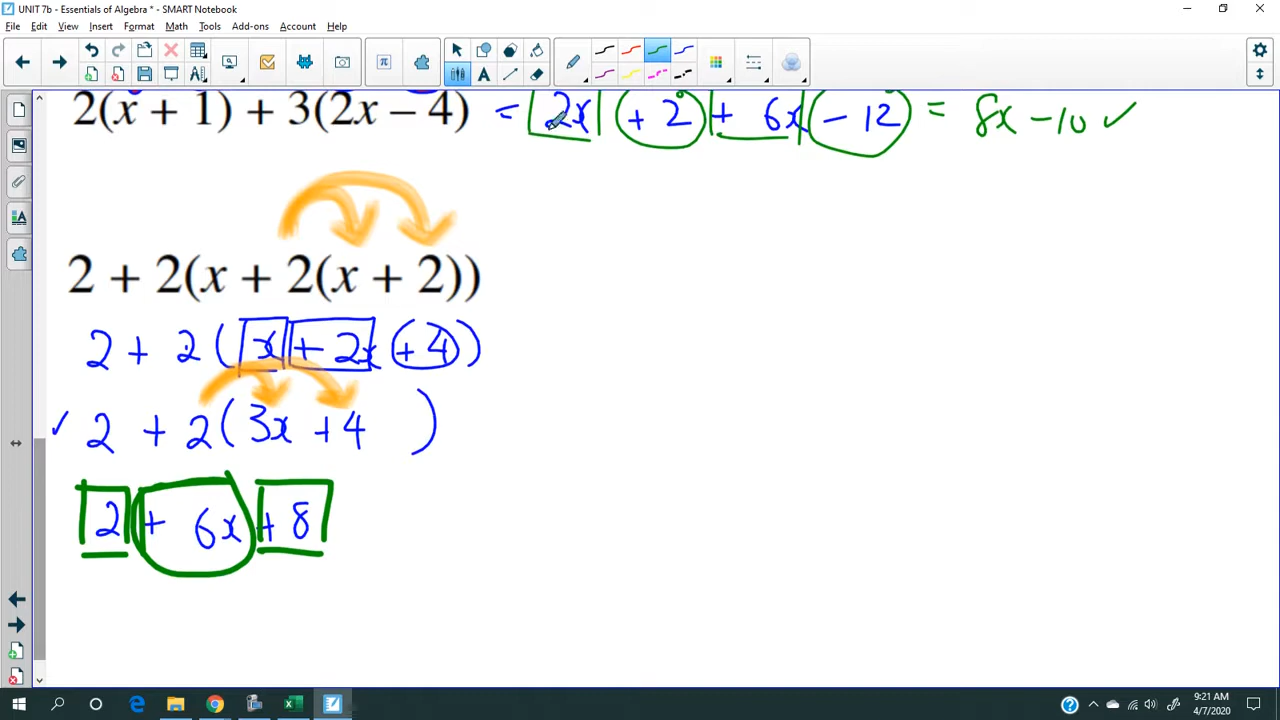 UNIT 7b - Essentials of Algebra * - SMART Notebook
File Edit View Insert Format Math Tools Add-ons Account Help
2(x + 1) + 3(2x − 4) = 2x + 2 + 6x − 12 = 8x − 10 ✓
2 + 2(x + 2(x + 2))
2 + 2(x + 2x + 4)
✓ 2 + 2(3x + 4 )
2 + 6x + 8
9:21 AM
4/7/2020